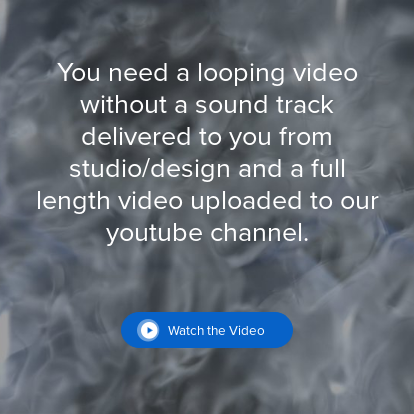 You need a looping video
without a sound track
delivered to you from
studio/design and a full
length video uploaded to our
youtube channel.
Watch the Video